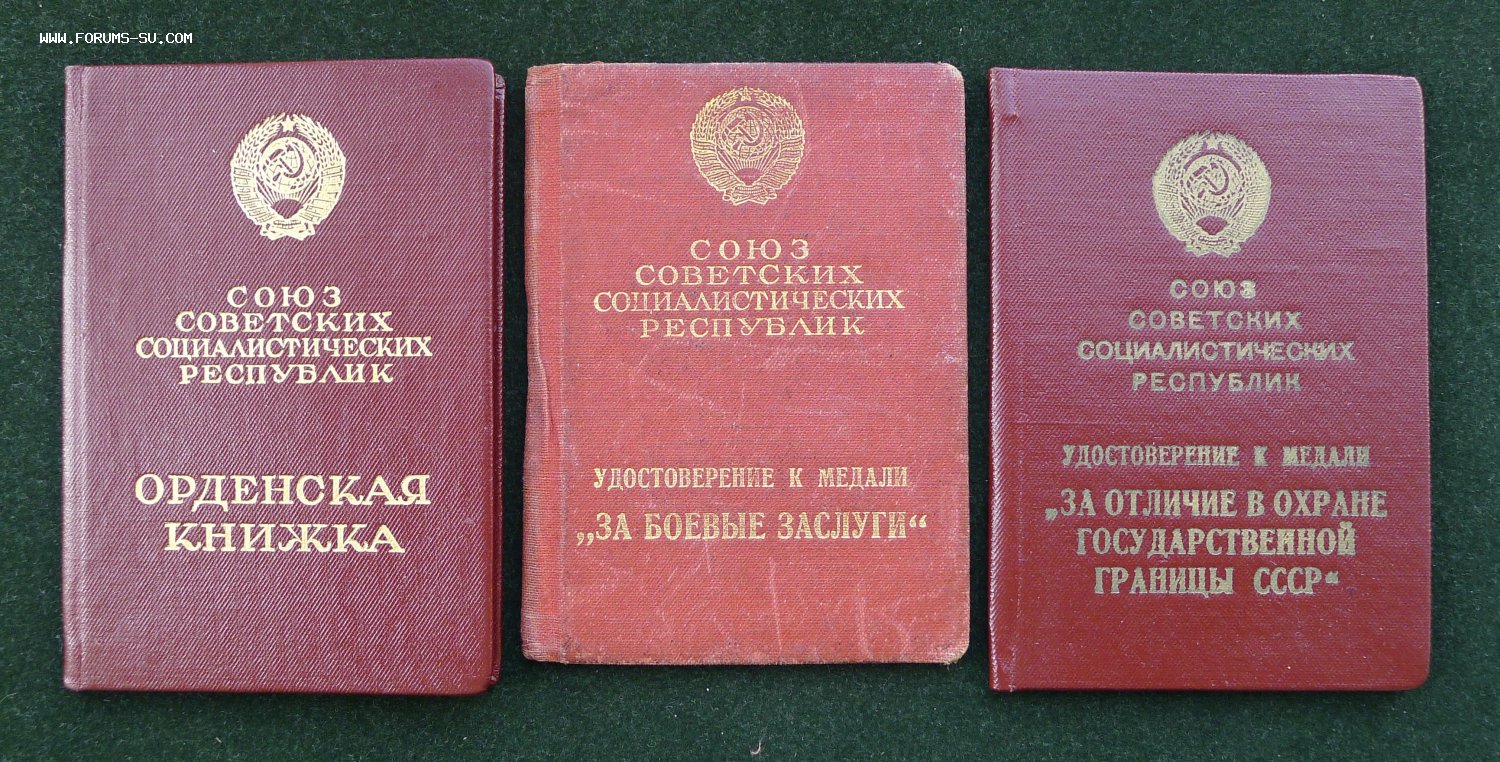 WWW.FORUMS-SU.COM
СОЮЗ
СОВЕТСКИХ
СОЦИАЛИСТИЧЕСКИХ
РЕСПУБЛИК
ОРДЕНСКАЯ
КНИЖКА
СОЮЗ
СОВЕТСКИХ
СОЦИАЛИСТИЧЕСКИХ
РЕСПУБЛИК
УДОСТОВЕРЕНИЕ К МЕДАЛИ
„ЗА БОЕВЫЕ ЗАСЛУГИ“
СОЮЗ
СОВЕТСКИХ
СОЦИАЛИСТИЧЕСКИХ
РЕСПУБЛИК
УДОСТОВЕРЕНИЕ К МЕДАЛИ
„ЗА ОТЛИЧИЕ В ОХРАНЕ
ГОСУДАРСТВЕННОЙ
ГРАНИЦЫ СССР“